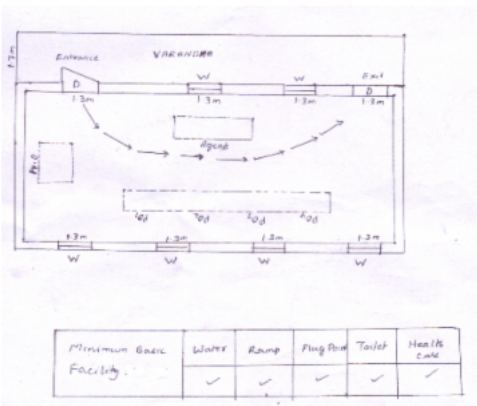 1.3m
VARANDHA
Entrance
W
W
Exit
D
D
1.3m
1.3m
1.3m
1.3m
Agent
1.3m
1.3m
1.3m
1.3m
W
W
W
W
Minimum Basic
Facility.
Water
Ramp
Plug Point
Toilet
Health
Care
✓
✓
✓
✓
✓